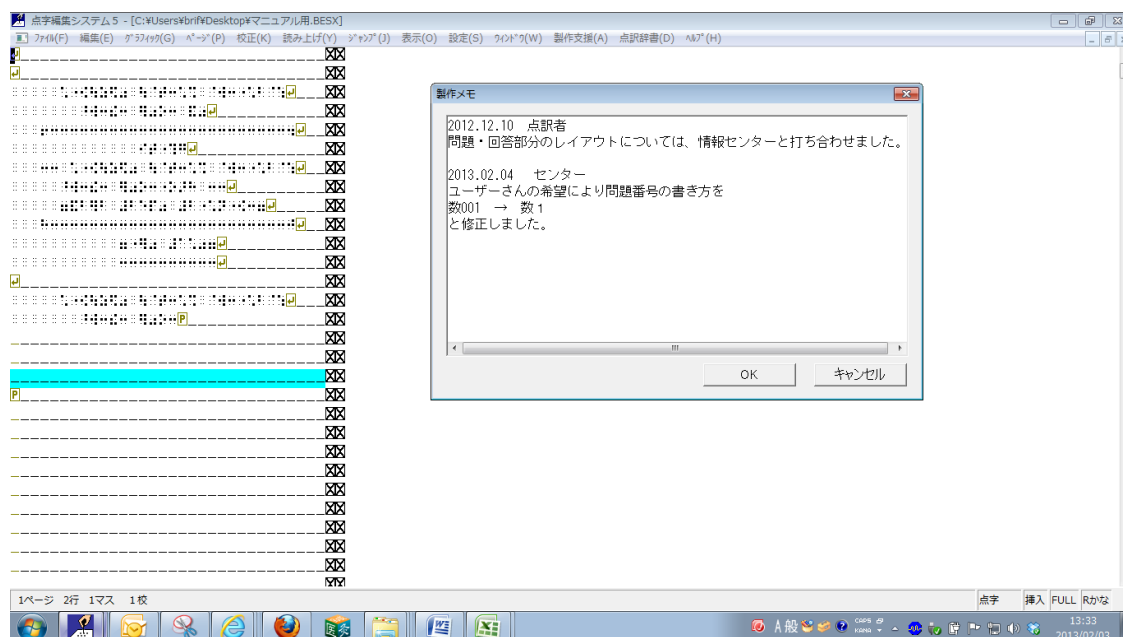 点字編集システム５ - [C:¥Users¥brif¥Desktop¥マニュアル用.BESX]
ﾌｧｲﾙ(F) 編集(E) ｸﾞﾗﾌｨｯｸ(G) ﾍﾟｰｼﾞ(P) 校正(K) 読み上げ(Y) ｼﾞｬﾝﾌﾟ(J) 表示(O) 設定(S) ｳｨﾝﾄﾞｳ(W) 製作支援(A) 点訳辞書(D) ﾍﾙﾌﾟ(H)
製作メモ
2012.12.10 点訳者
問題・回答部分のレイアウトについては、情報センターと打ち合わせました。
2013.02.04 センター
ユーザーさんの希望により問題番号の書き方を
数001 → 数１
と修正しました。
OK キャンセル
1ページ 2行 1マス 1校
点字 挿入 FULL Rかな
A 般 CAPS KANA 13:33
2013/02/03